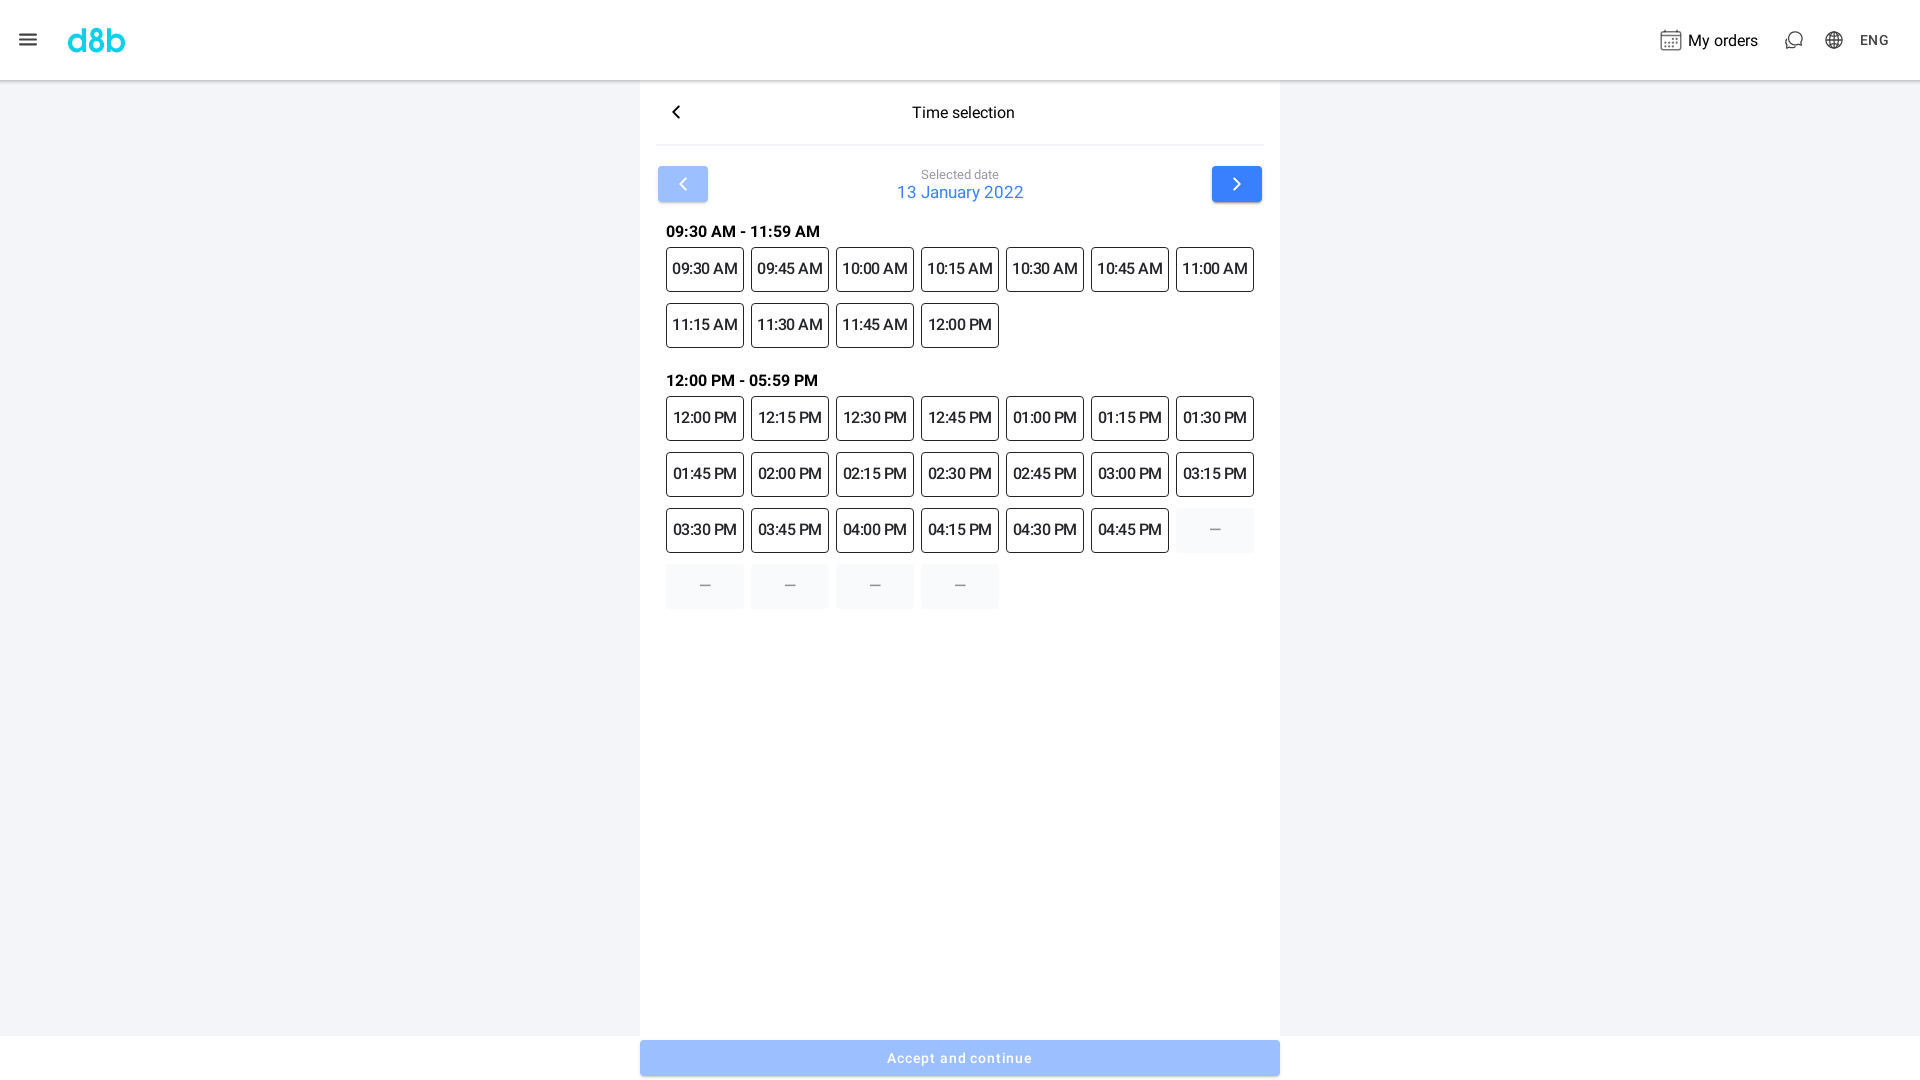 d8b
My orders
ENG
Time selection
Selected date
13 January 2022
09:30 AM - 11:59 AM
09:30 AM 09:45 AM 10:00 AM 10:15 AM 10:30 AM 10:45 AM 11:00 AM
11:15 AM 11:30 AM 11:45 AM 12:00 PM
12:00 PM - 05:59 PM
12:00 PM 12:15 PM 12:30 PM 12:45 PM 01:00 PM 01:15 PM 01:30 PM
01:45 PM 02:00 PM 02:15 PM 02:30 PM 02:45 PM 03:00 PM 03:15 PM
03:30 PM 03:45 PM 04:00 PM 04:15 PM 04:30 PM 04:45 PM —
— — — —
Accept and continue